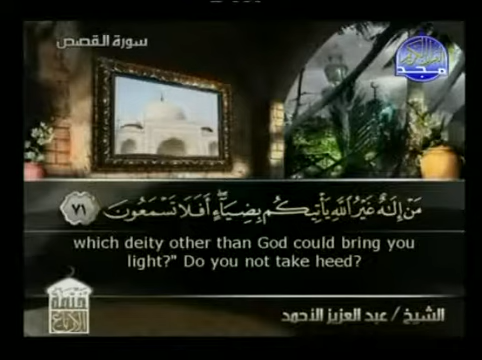 سورة القصص
مجد
مَنْ إِلَٰهٌ غَيْرُ اللَّهِ يَأْتِيكُم بِضِيَاءٍ ۖ أَفَلَا تَسْمَعُونَ ٧١
which deity other than God could bring you
light?" Do you not take heed?
الشيخ / عبد العزيز الأحمد